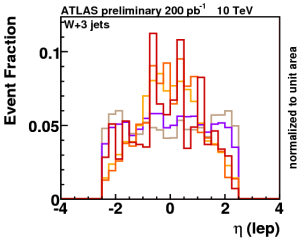 ATLAS preliminary 200 pb⁻¹ 10 TeV
W+3 jets
Event Fraction
0.1
0.05
0
-4 -2 0 2 4
η (lep)
normalized to unit area